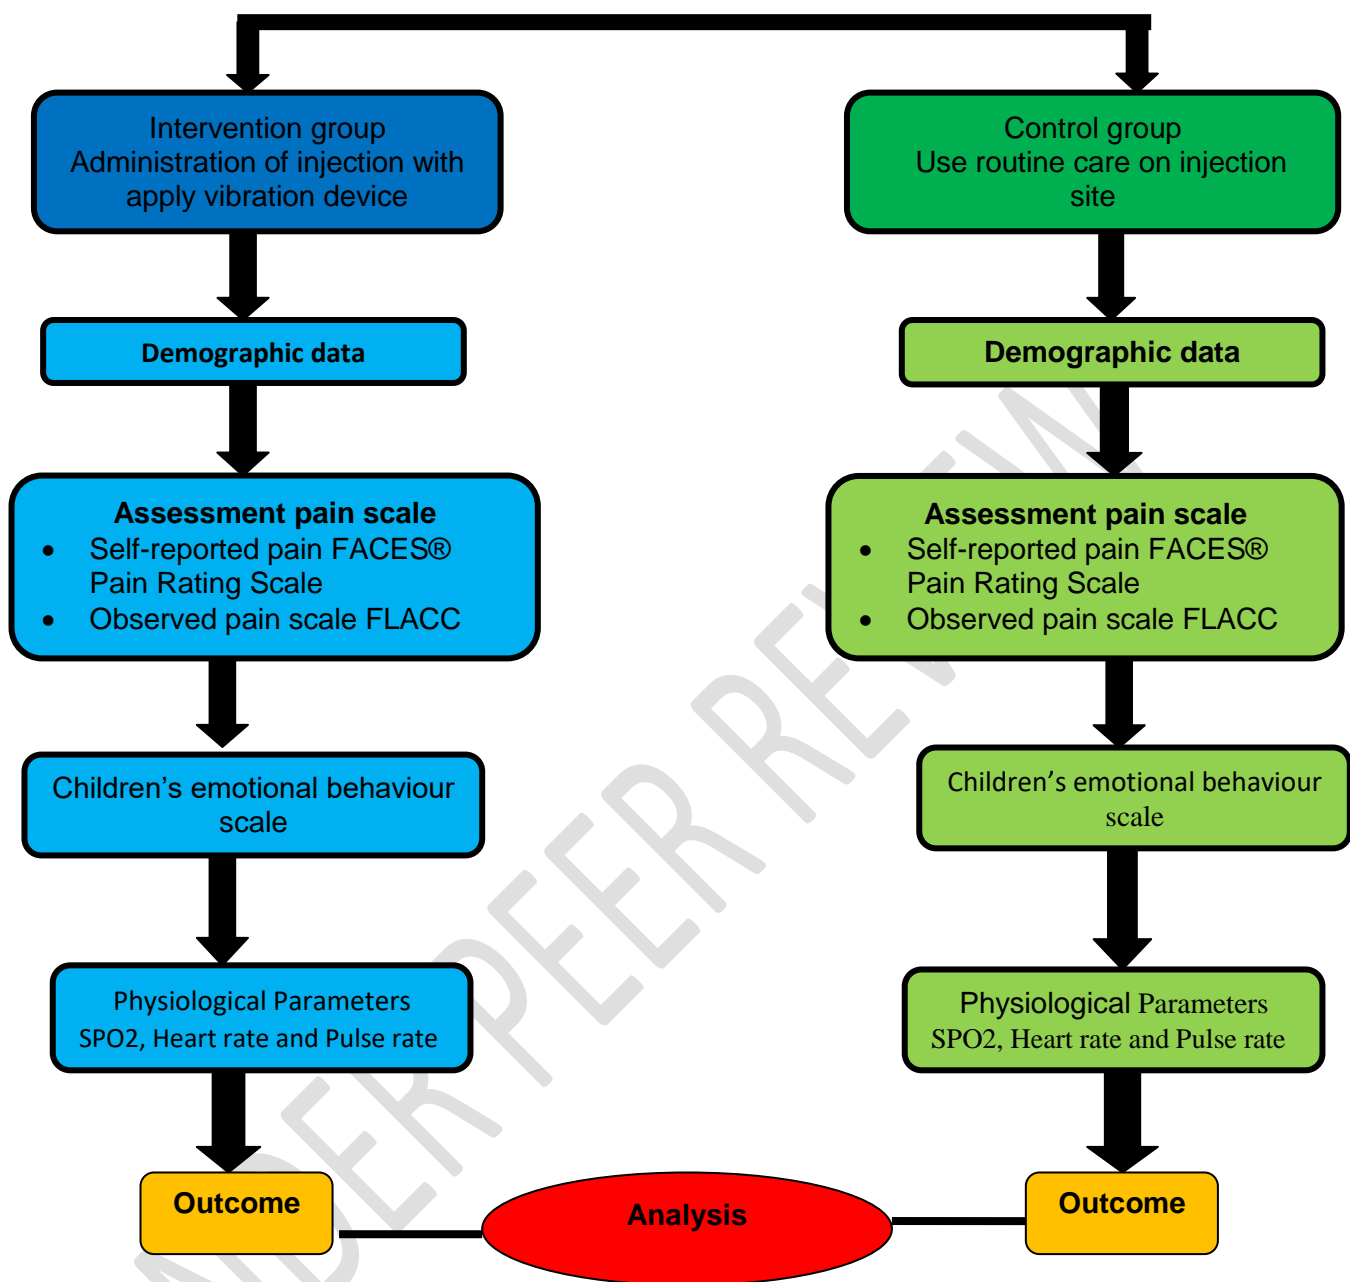 Intervention group
Administration of injection with
apply vibration device
Demographic data
Assessment pain scale
• Self-reported pain FACES®
Pain Rating Scale
• Observed pain scale FLACC
Children’s emotional behaviour
scale
Physiological Parameters
SPO2, Heart rate and Pulse rate
Outcome
Control group
Use routine care on injection
site
Demographic data
Assessment pain scale
• Self-reported pain FACES®
Pain Rating Scale
• Observed pain scale FLACC
Children’s emotional behaviour
scale
Physiological Parameters
SPO2, Heart rate and Pulse rate
Outcome
Analysis
NDER PEER REVIEW